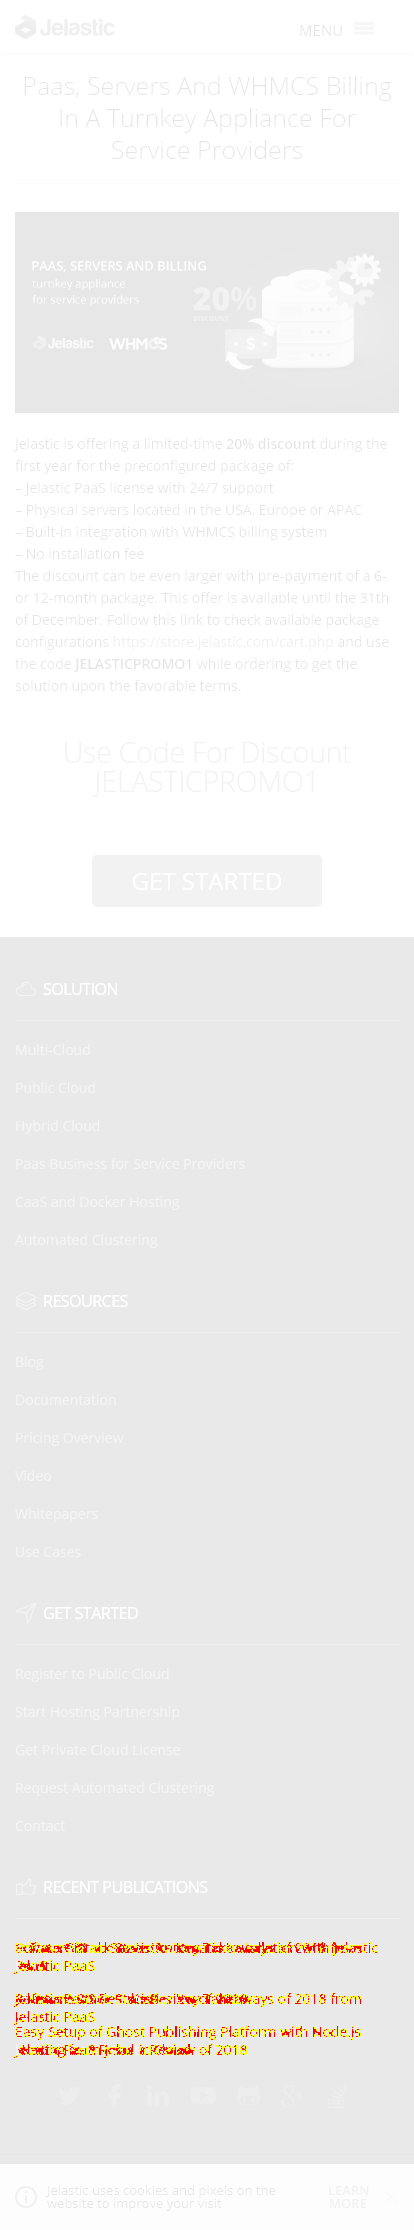 Jelastic
MENU
Paas, Servers And WHMCS Billing
In A Turnkey Appliance For
Service Providers
PAAS, SERVERS AND BILLING
turnkey appliance
for service providers
20%
DISCOUNT
Jelastic WHMCS
$
Jelastic is offering a limited-time 20% discount during the
first year for the preconfigured package of:
– Jelastic PaaS license with 24/7 support
– Physical servers located in the USA, Europe or APAC
– Built-in integration with WHMCS billing system
– No installation fee
The discount can be even larger with pre-payment of a 6-
or 12-month package. This offer is available until the 31th
of December. Follow this link to check available package
configurations https://store.jelastic.com/cart.php and use
the code JELASTICPROMO1 while ordering to get the
solution upon the favorable terms.
Use Code For Discount
JELASTICPROMO1
GET STARTED
SOLUTION
Multi-Cloud
Public Cloud
Hybrid Cloud
Paas Business for Service Providers
CaaS and Docker Hosting
Automated Clustering
RESOURCES
Blog
Documentation
Pricing Overview
Video
Whitepapers
Use Cases
GET STARTED
Register to Public Cloud
Start Hosting Partnership
Get Private Cloud License
Request Automated Clustering
Contact
RECENT PUBLICATIONS
Jelastic
PaaS
of 2018 from
Jelastic PaaS
Easy Setup of Ghost Publishing Platform with Node.js
of 2018
Jelastic uses cookies and pixels on the
website to improve your visit
LEARN
MORE